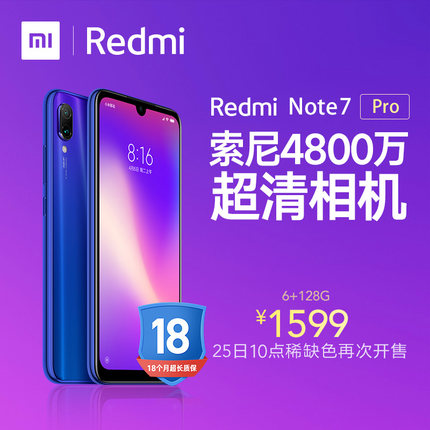 mi Redmi
Redmi Note7 Pro
索尼4800万
超清相机
6+128G
¥1599
25日10点稀缺色再次开售
8:16
18
18个月超长质保